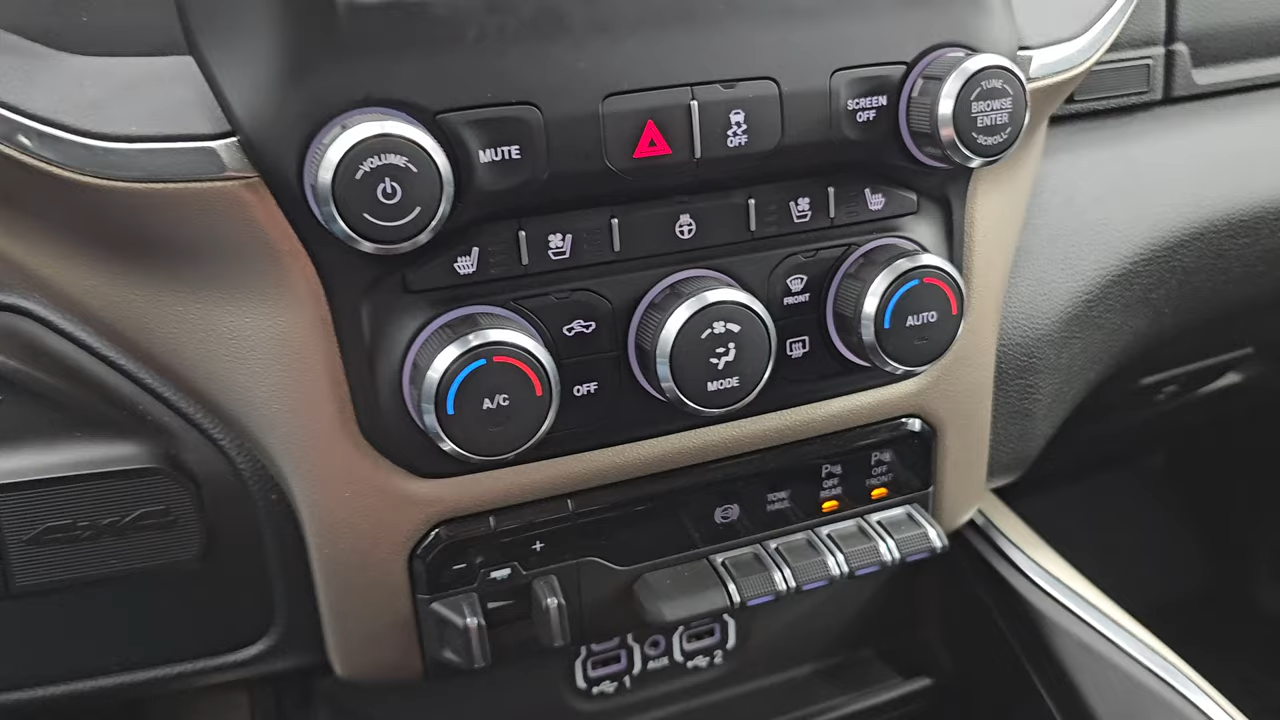 VOLUME
MUTE
OFF
SCREEN
OFF
TUNE
BROWSE
ENTER
SCROLL
A/C
OFF
MODE
FRONT
AUTO
TOW/
HAUL
P
OFF
REAR
P
OFF
FRONT
- +
1
AUX
2
4X4